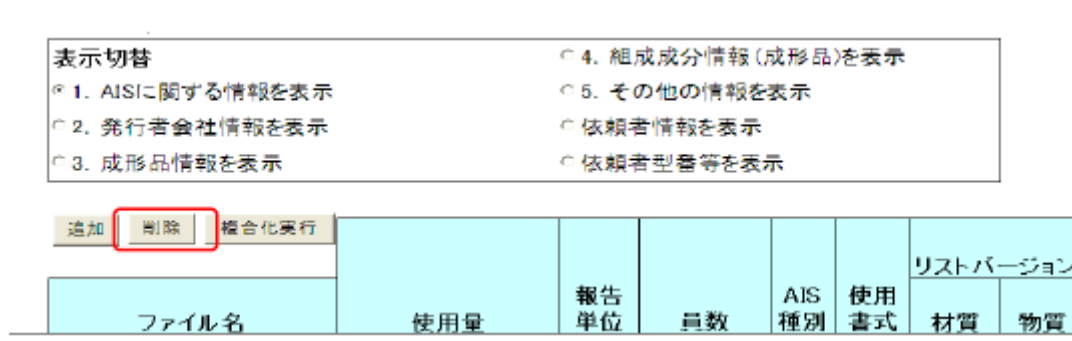 表示切替
1. AISに関する情報を表示
2. 発行者会社情報を表示
3. 成形品情報を表示
4. 組成成分情報(成形品)を表示
5. その他の情報を表示
依頼者情報を表示
依頼者型番等を表示
追加 削除 複合化実行
ファイル名
使用量
報告
単位
員数
AIS
種別
使用
書式
リストバージョン
材質
物質